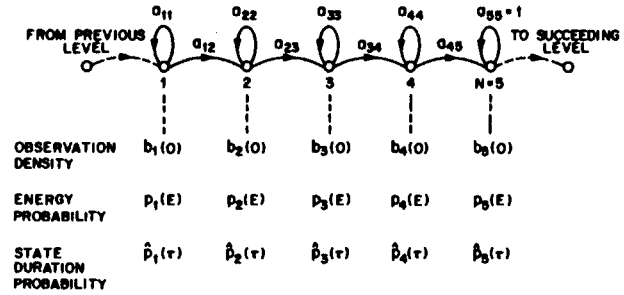 a11 a22 a33 a44 a55 = 1
FROM PREVIOUS LEVEL a12 a23 a34 a45 TO SUCCEEDING LEVEL
1 2 3 4 N=5
OBSERVATION DENSITY b1(O) b2(O) b3(O) b4(O) b5(O)
ENERGY PROBABILITY p1(E) p2(E) p3(E) p4(E) p5(E)
STATE DURATION PROBABILITY p̂1(τ) p̂2(τ) p̂3(τ) p̂4(τ) p̂5(τ)